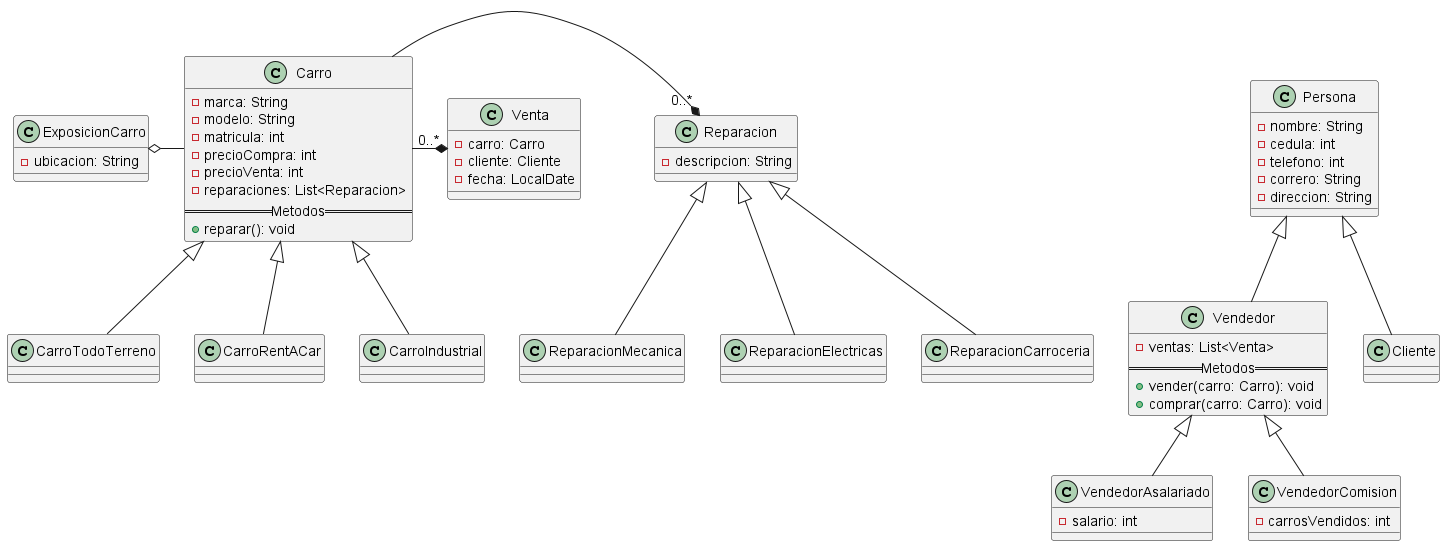 C ExposicionCarro
ubicacion: String
C Carro
marca: String
modelo: String
matricula: int
precioCompra: int
precioVenta: int
reparaciones: List<Reparacion>
Metodos
reparar(): void
0..*
C Venta
carro: Carro
cliente: Cliente
fecha: LocalDate
0..*
C Reparacion
descripcion: String
C Persona
nombre: String
cedula: int
telefono: int
correro: String
direccion: String
C CarroTodoTerreno
C CarroRentACar
C CarroIndustrial
C ReparacionMecanica
C ReparacionElectricas
C ReparacionCarroceria
C Vendedor
ventas: List<Venta>
Metodos
vender(carro: Carro): void
comprar(carro: Carro): void
C Cliente
C VendedorAsalariado
salario: int
C VendedorComision
carrosVendidos: int